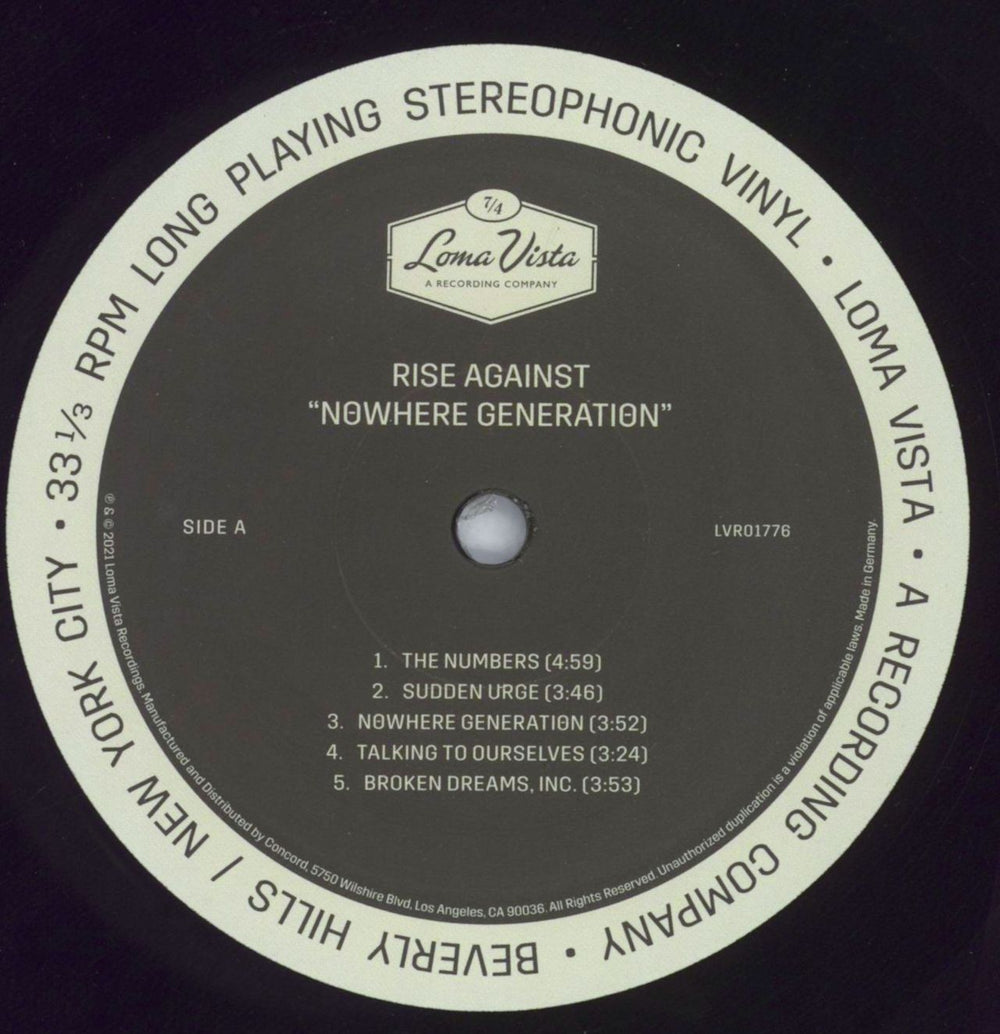 33 1/3 RPM LONG PLAYING STEREOPHONIC VINYL • LOMA VISTA • A RECORDING COMPANY • BEVERLY HILLS / NEW YORK CITY •
7/4
Loma Vista
A RECORDING COMPANY
RISE AGAINST
“NOWHERE GENERATION”
SIDE A
LVR01776
1. THE NUMBERS (4:59)
2. SUDDEN URGE (3:46)
3. NOWHERE GENERATION (3:52)
4. TALKING TO OURSELVES (3:24)
5. BROKEN DREAMS, INC. (3:53)
℗ & © 2021 Loma Vista Recordings. Manufactured and Distributed by Concord, 5750 Wilshire Blvd, Los Angeles, CA 90036. All Rights Reserved. Unauthorized duplication is a violation of applicable laws. Made in Germany.